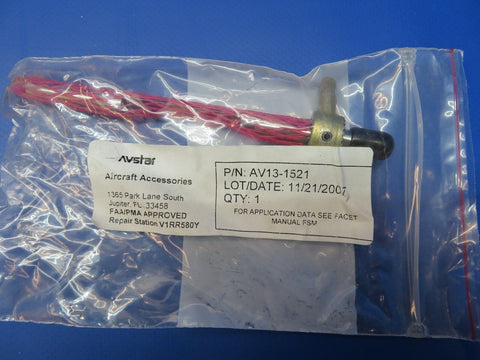 Avstar
Aircraft Accessories
1365 Park Lane South
Jupiter, FL. 33458
FAA/PMA APPROVED
Repair Station V1RR580Y
P/N: AV13-1521
LOT/DATE: 11/21/2007
QTY: 1
FOR APPLICATION DATA SEE FACET
MANUAL FSM